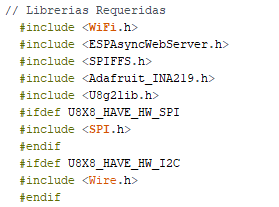 // Librerias Requeridas
#include <WiFi.h>
#include <ESPAsyncWebServer.h>
#include <SPIFFS.h>
#include <Adafruit_INA219.h>
#include <U8g2lib.h>
#ifdef U8X8_HAVE_HW_SPI
#include <SPI.h>
#endif
#ifdef U8X8_HAVE_HW_I2C
#include <Wire.h>
#endif